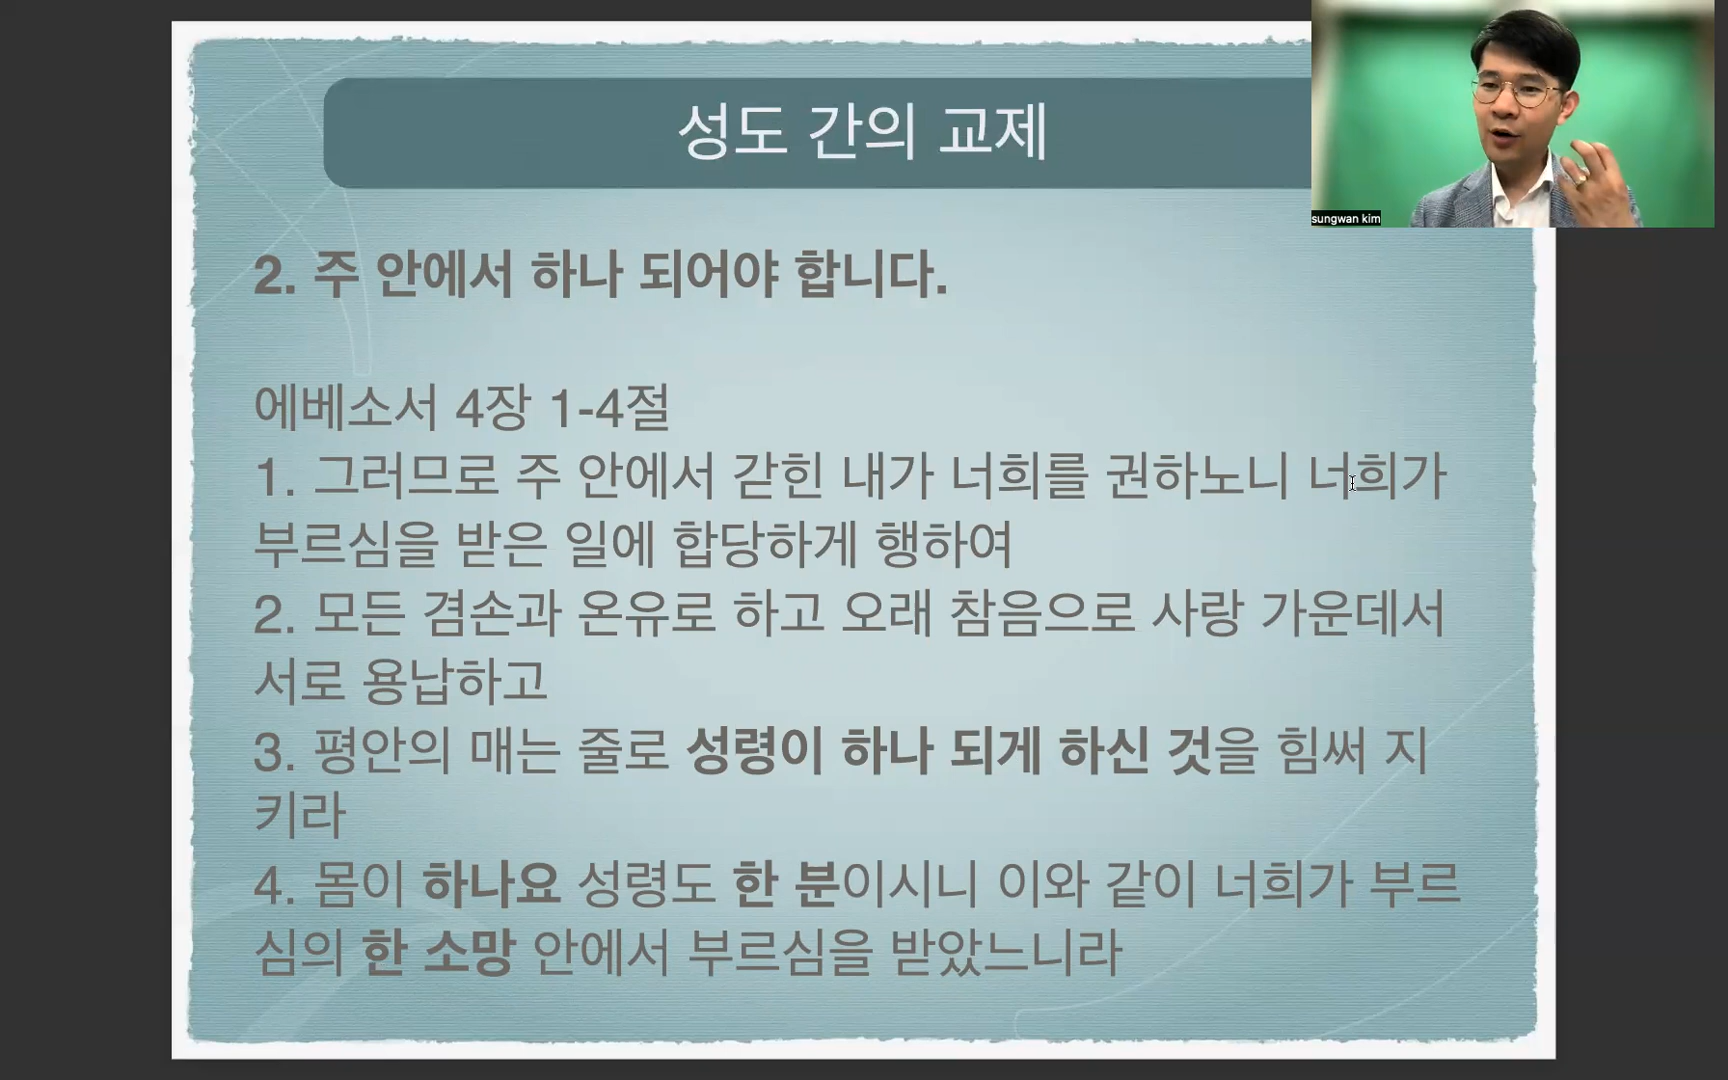 성도 간의 교제
sungwan kim
2. 주 안에서 하나 되어야 합니다.
에베소서 4장 1-4절
1. 그러므로 주 안에서 갇힌 내가 너희를 권하노니 너희가
부르심을 받은 일에 합당하게 행하여
2. 모든 겸손과 온유로 하고 오래 참음으로 사랑 가운데서
서로 용납하고
3. 평안의 매는 줄로 성령이 하나 되게 하신 것을 힘써 지
키라
4. 몸이 하나요 성령도 한 분이시니 이와 같이 너희가 부르
심의 한 소망 안에서 부르심을 받았느니라